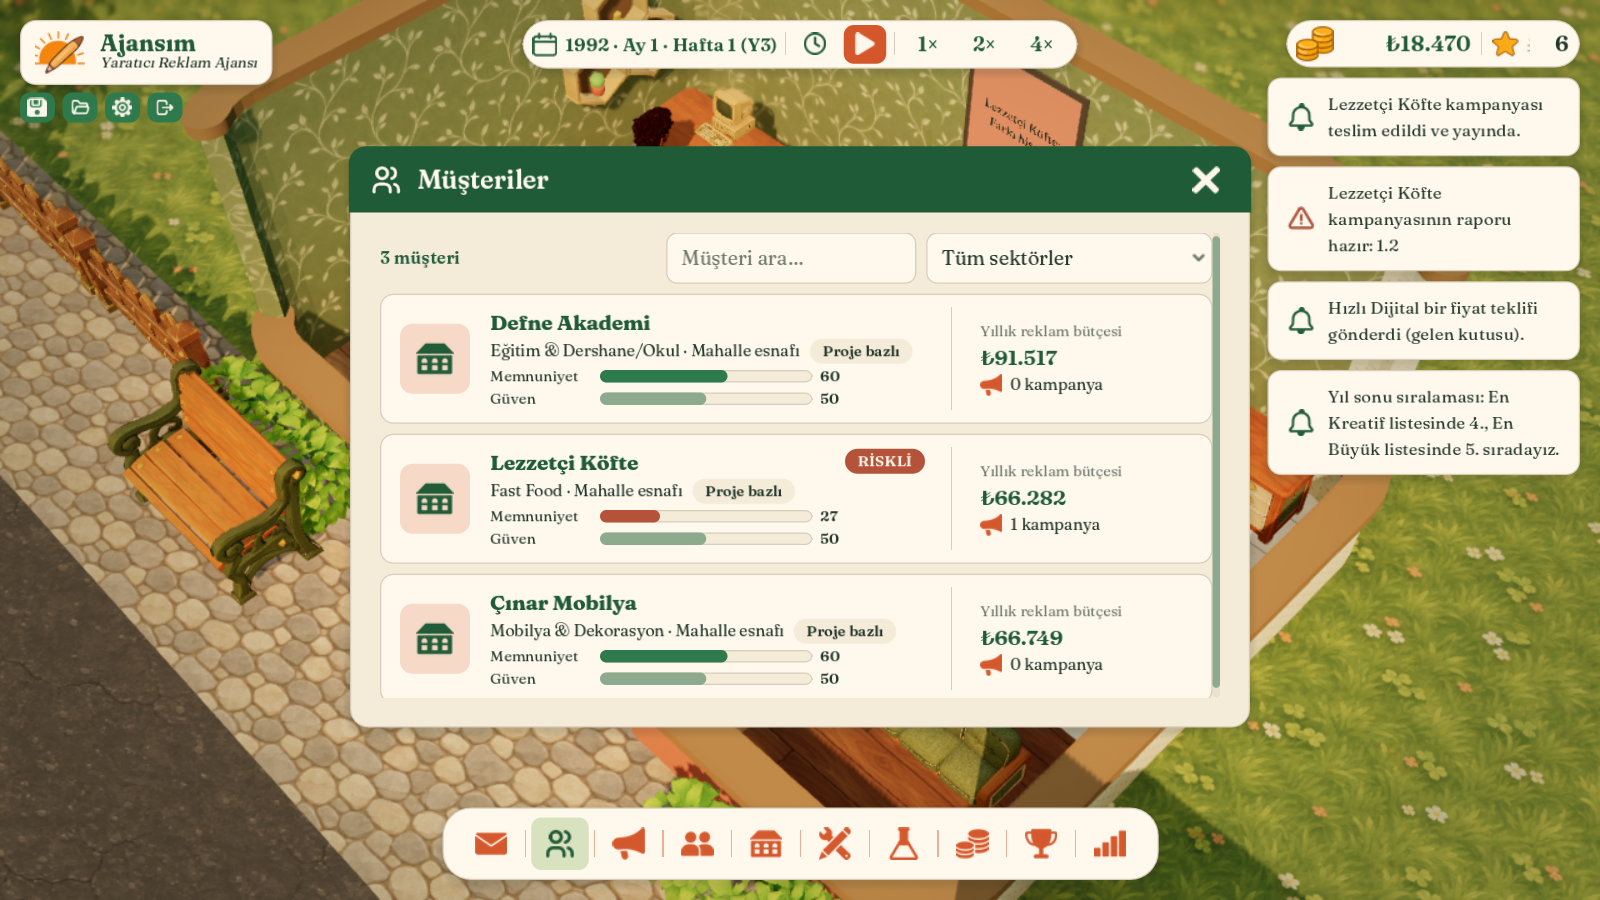 Ajansım
Yaratıcı Reklam Ajansı
1992 · Ay 1 · Hafta 1 (Y3)
1×
2×
4×
₺18.470
6
Lezzetçi Köfte
Farkı his
Lezzetçi Köfte kampanyası
teslim edildi ve yayında.
Lezzetçi Köfte
kampanyasının raporu
hazır: 1.2
Hızlı Dijital bir fiyat teklifi
gönderdi (gelen kutusu).
Yıl sonu sıralaması: En
Kreatif listesinde 4., En
Büyük listesinde 5. sıradayız.
Müşteriler
3 müşteri
Müşteri ara...
Tüm sektörler
Defne Akademi
Eğitim & Dershane/Okul · Mahalle esnafı
Proje bazlı
Memnuniyet
60
Güven
50
Yıllık reklam bütçesi
₺91.517
0 kampanya
Lezzetçi Köfte
RİSKLİ
Fast Food · Mahalle esnafı
Proje bazlı
Memnuniyet
27
Güven
50
Yıllık reklam bütçesi
₺66.282
1 kampanya
Çınar Mobilya
Mobilya & Dekorasyon · Mahalle esnafı
Proje bazlı
Memnuniyet
60
Güven
50
Yıllık reklam bütçesi
₺66.749
0 kampanya